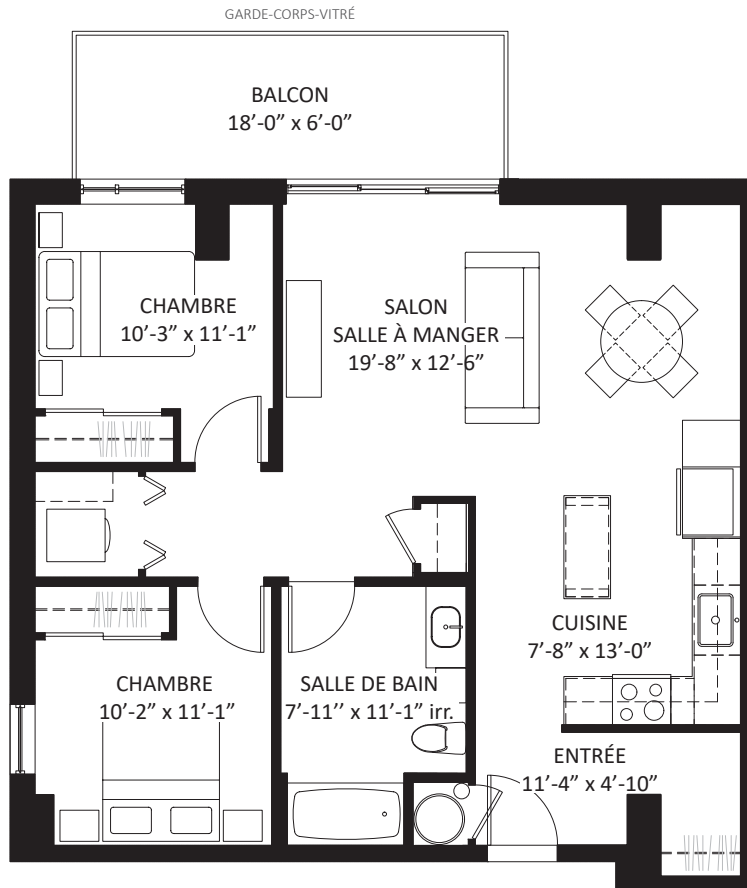 GARDE-CORPS-VITRÉ
BALCON
18’-0” x 6’-0”
CHAMBRE
10’-3” x 11’-1”
SALON
SALLE À MANGER
19’-8” x 12’-6”
CUISINE
7’-8” x 13’-0”
CHAMBRE
10’-2” x 11’-1”
SALLE DE BAIN
7’-11’’ x 11’-1” irr.
ENTRÉE
11’-4” x 4’-10”